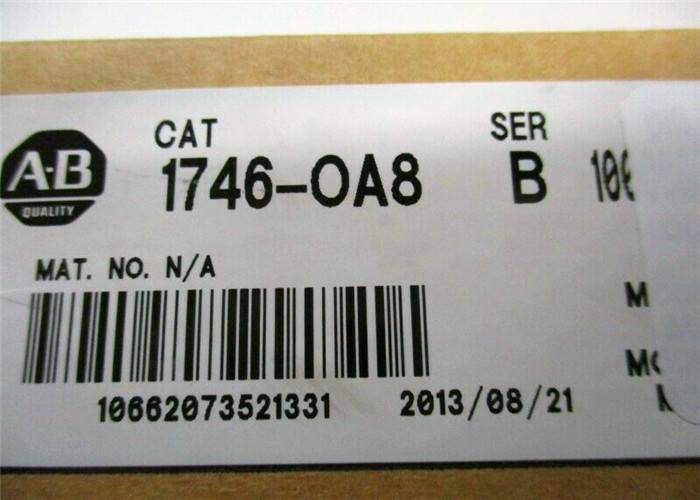 A-B
QUALITY
CAT
1746-OA8
SER
B
MAT. NO. N/A
10662073521331
2013/08/21